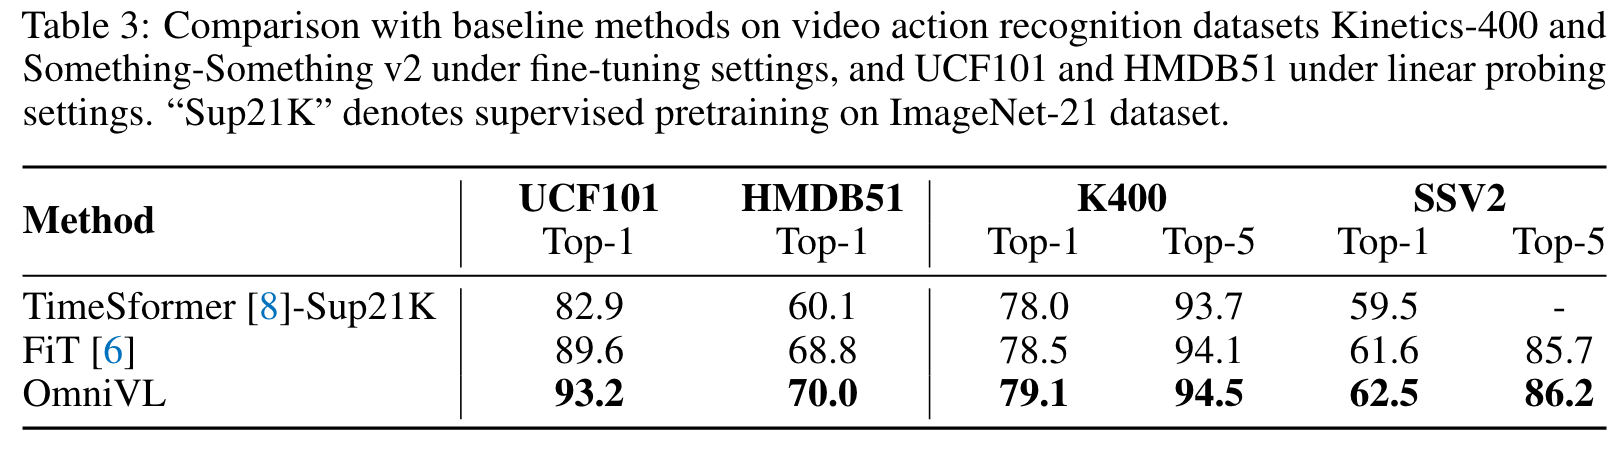 Table 3: Comparison with baseline methods on video action recognition datasets Kinetics-400 and
Something-Something v2 under fine-tuning settings, and UCF101 and HMDB51 under linear probing
settings. “Sup21K” denotes supervised pretraining on ImageNet-21 dataset.
Method UCF101 HMDB51 K400 SSV2
Top-1 Top-1 Top-1 Top-5 Top-1 Top-5
TimeSformer [8]-Sup21K 82.9 60.1 78.0 93.7 59.5 -
FiT [6] 89.6 68.8 78.5 94.1 61.6 85.7
OmniVL 93.2 70.0 79.1 94.5 62.5 86.2